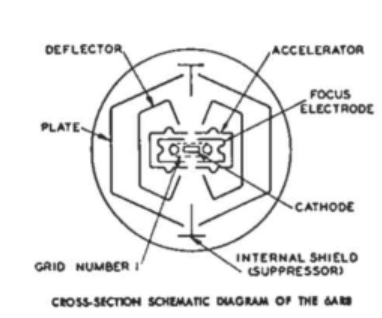 DEFLECTOR
ACCELERATOR
FOCUS
ELECTRODE
PLATE
CATHODE
INTERNAL SHIELD
(SUPPRESSOR)
GRID NUMBER 1
CROSS-SECTION SCHEMATIC DIAGRAM OF THE 6AR8